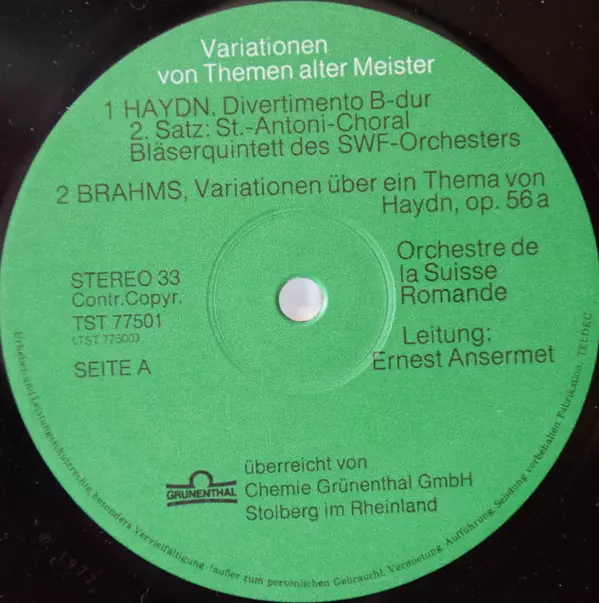 Variationen
von Themen alter Meister
1 HAYDN, Divertimento B-dur
2. Satz: St.-Antoni-Choral
Bläserquintett des SWF-Orchesters
2 BRAHMS, Variationen über ein Thema von
Haydn, op. 56 a
STEREO 33
Contr. Copyr.
TST 77501
(TST 77500)
SEITE A
Orchestre de
la Suisse
Romande
Leitung:
Ernest Ansermet
GRÜNENTHAL
überreicht von
Chemie Grünenthal GmbH
Stolberg im Rheinland
Urheber- und Leistungsschutzrechte, besonders Vervielfältigung (außer zum persönlichen Gebrauch), Vermietung, Aufführung, Sendung vorbehalten. Fabrikation: TELDEC
℗ 1972